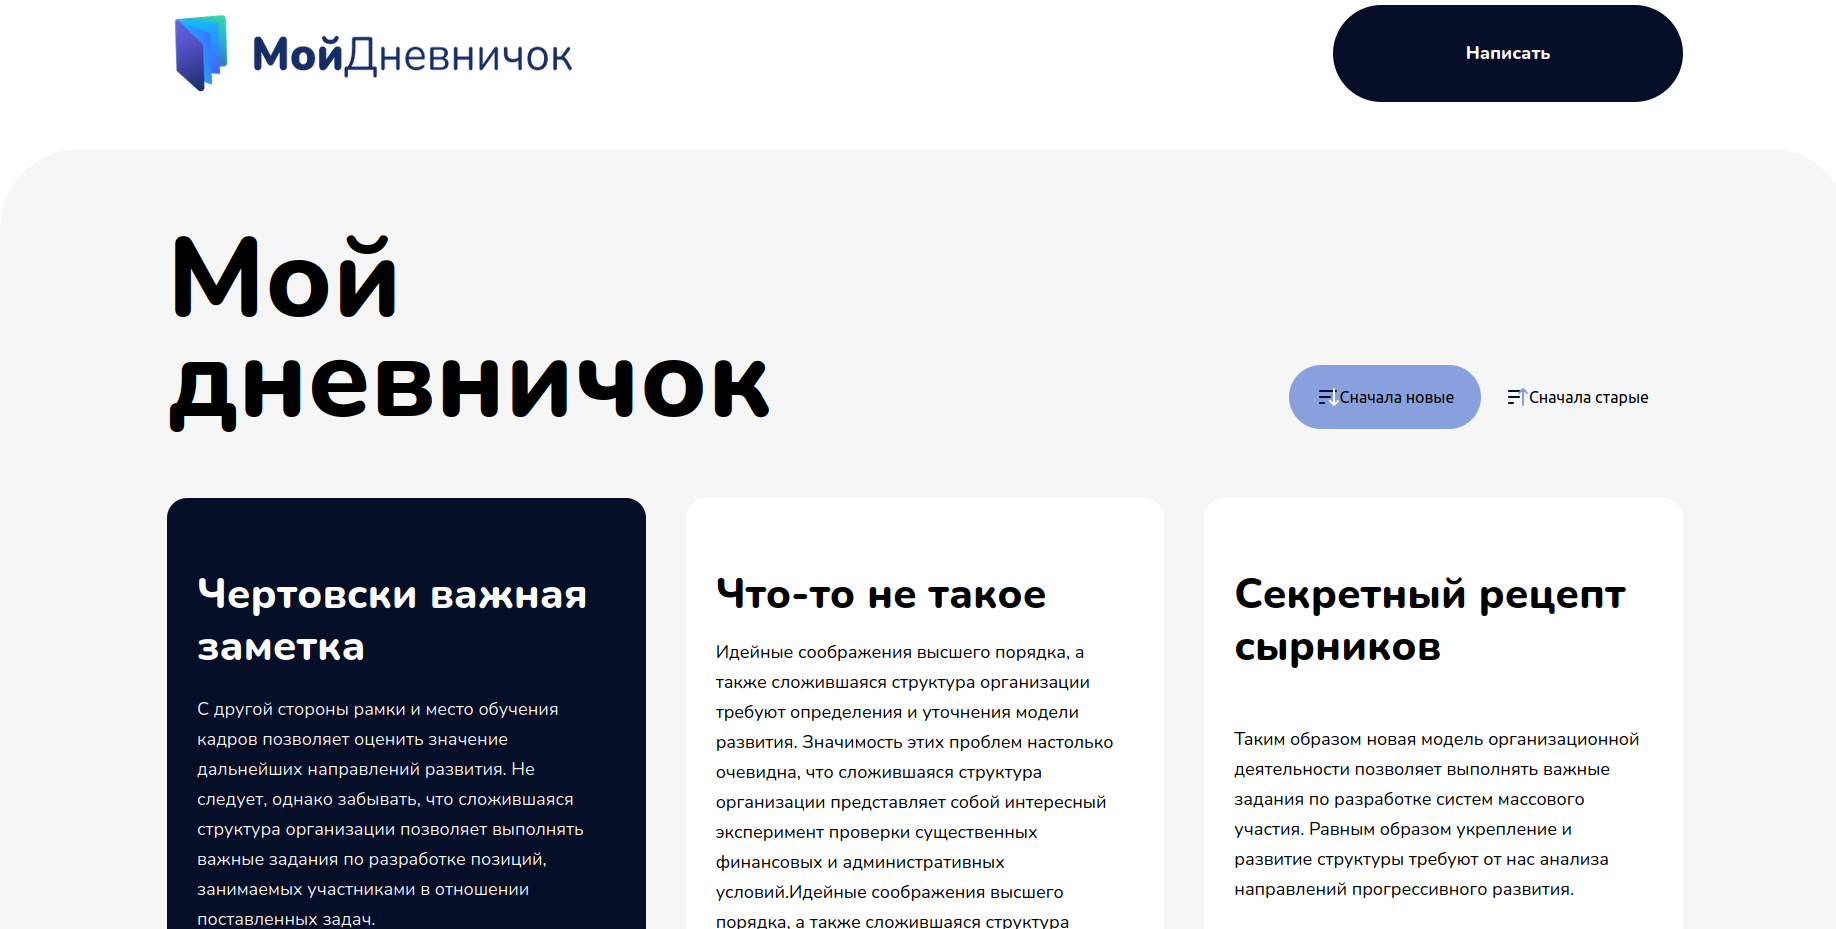 МойДневничок
Написать
Мой
дневничок
Сначала новые
Сначала старые
Чертовски важная
заметка
С другой стороны рамки и место обучения
кадров позволяет оценить значение
дальнейших направлений развития. Не
следует, однако забывать, что сложившаяся
структура организации позволяет выполнять
важные задания по разработке позиций,
занимаемых участниками в отношении
поставленных задач.
Что-то не такое
Идейные соображения высшего порядка, а
также сложившаяся структура организации
требуют определения и уточнения модели
развития. Значимость этих проблем настолько
очевидна, что сложившаяся структура
организации представляет собой интересный
эксперимент проверки существенных
финансовых и административных
условий.Идейные соображения высшего
порядка, а также сложившаяся структура
Секретный рецепт
сырников
Таким образом новая модель организационной
деятельности позволяет выполнять важные
задания по разработке систем массового
участия. Равным образом укрепление и
развитие структуры требуют от нас анализа
направлений прогрессивного развития.